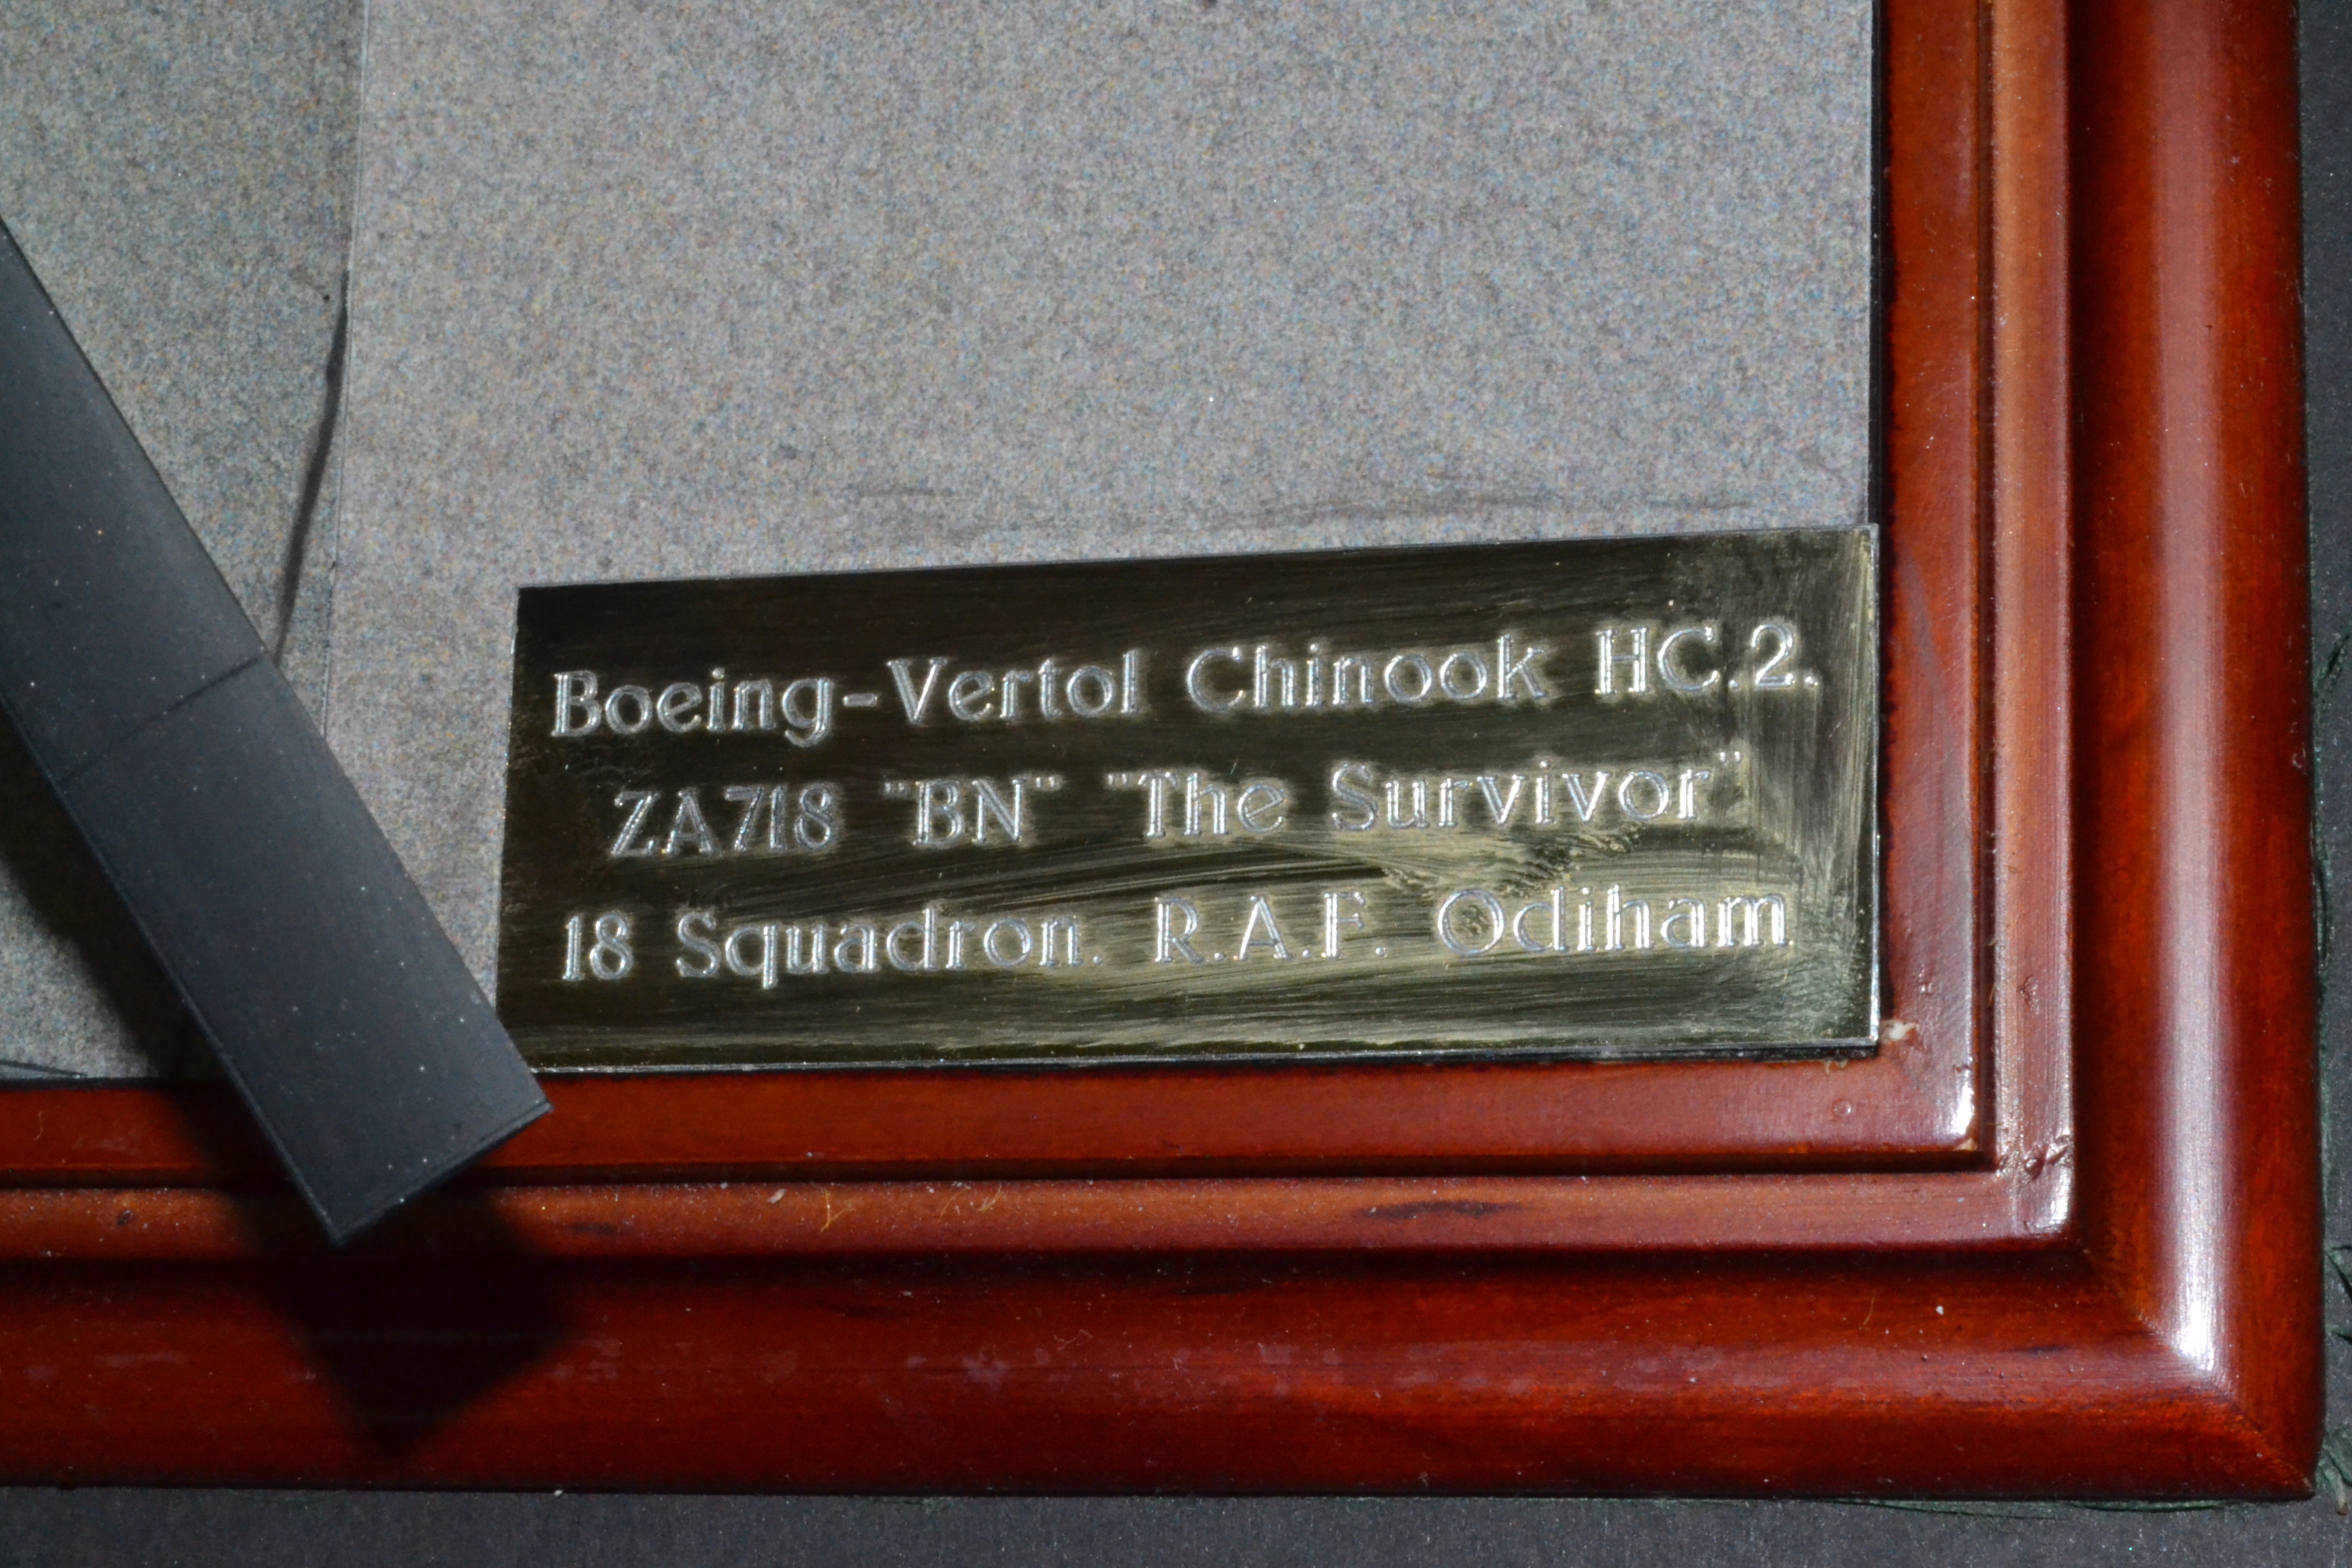 Boeing-Vertol Chinook HC.2.
ZA718 "BN" "The Survivor"
18 Squadron. R.A.F. Odiham